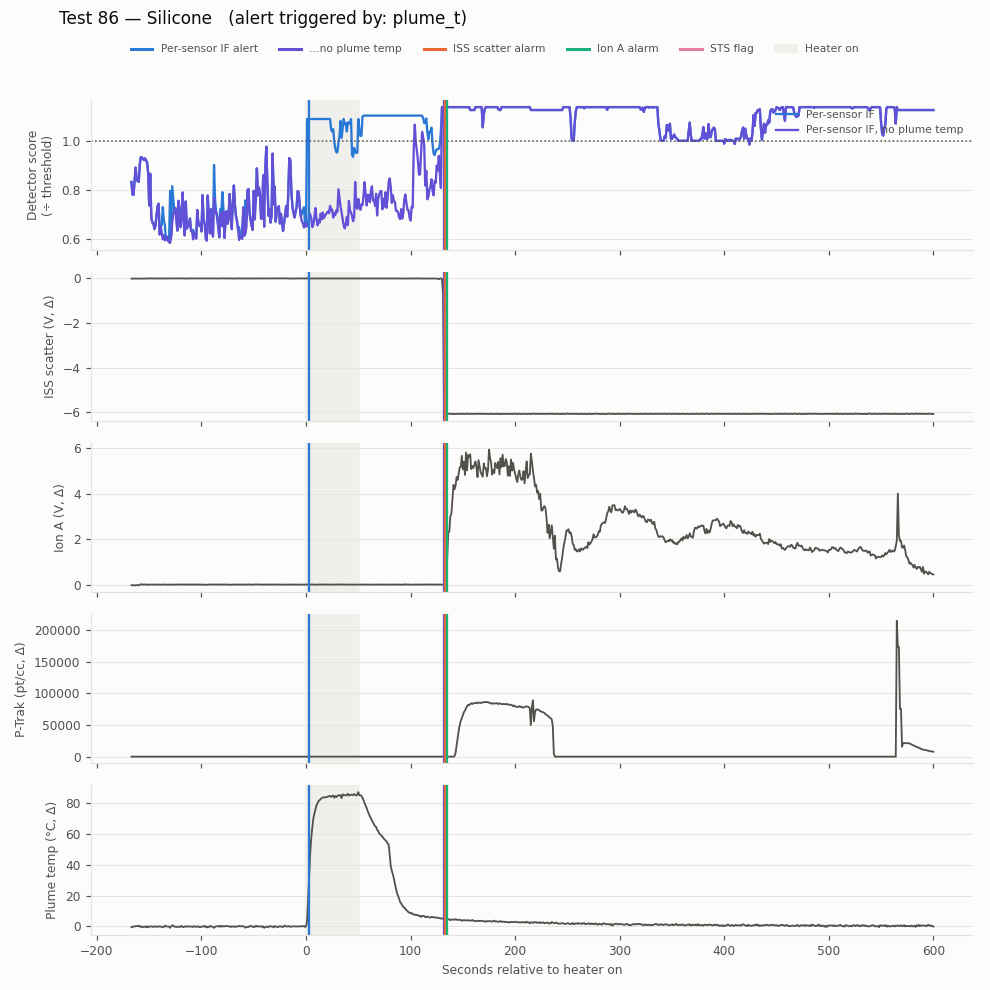 Test 86 — Silicone   (alert triggered by: plume_t)
Per-sensor IF alert
...no plume temp
ISS scatter alarm
Ion A alarm
STS flag
Heater on
Detector score
(÷ threshold)
1.0
0.8
0.6
Per-sensor IF
Per-sensor IF, no plume temp
ISS scatter (V, Δ)
0
−2
−4
−6
Ion A (V, Δ)
6
4
2
0
P-Trak (pt/cc, Δ)
200000
150000
100000
50000
0
Plume temp (°C, Δ)
80
60
40
20
0
−200
−100
0
100
200
300
400
500
600
Seconds relative to heater on